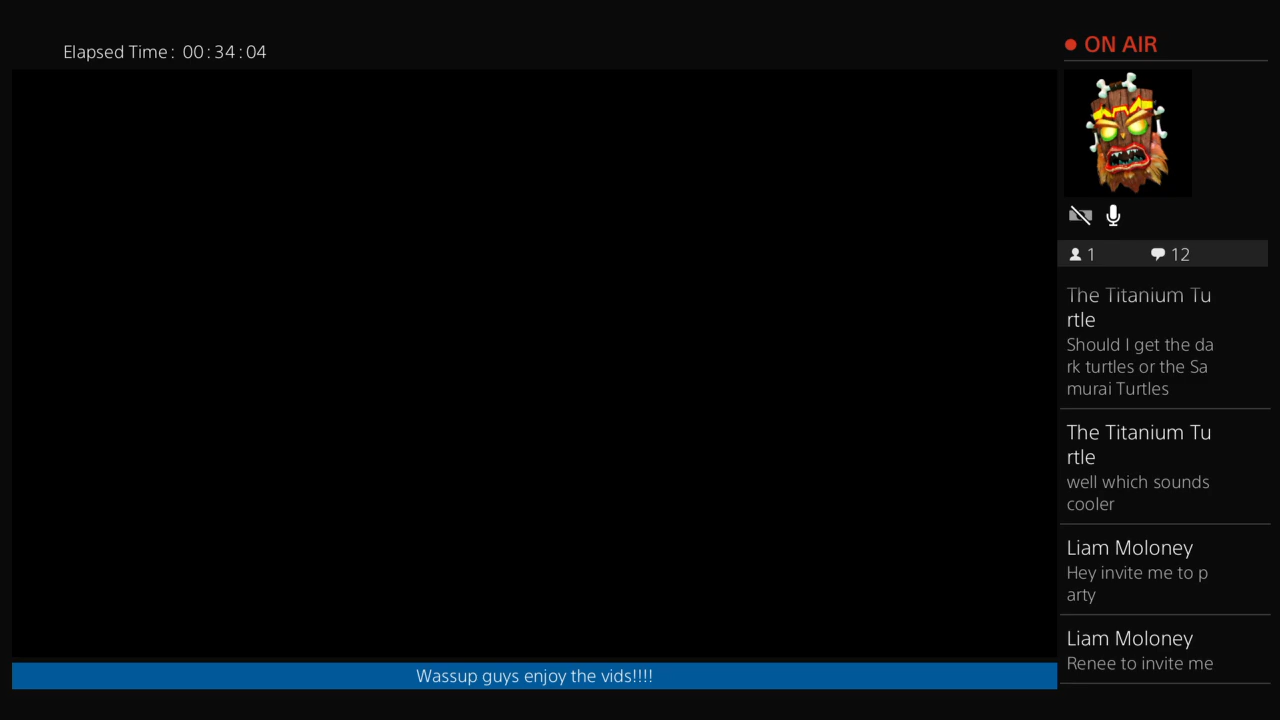 Elapsed Time: 00:34:04
ON AIR
1 12
The Titanium Tu
rtle
Should I get the da
rk turtles or the Sa
murai Turtles
The Titanium Tu
rtle
well which sounds
cooler
Liam Moloney
Hey invite me to p
arty
Liam Moloney
Renee to invite me
Wassup guys enjoy the vids!!!!